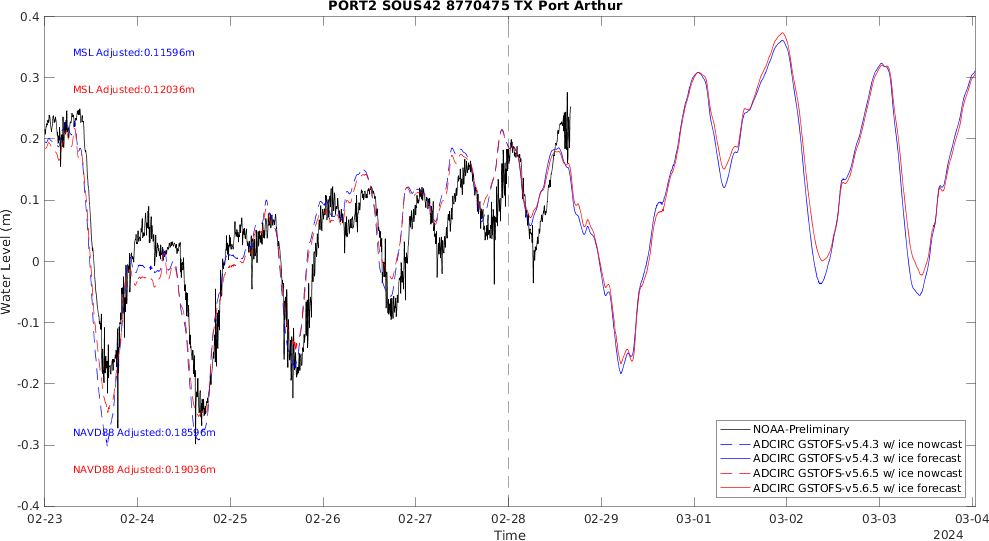 PORT2 SOUS42 8770475 TX Port Arthur
0.4
0.3
0.2
0.1
0
-0.1
-0.2
-0.3
-0.4
Water Level (m)
MSL Adjusted:0.11596m
MSL Adjusted:0.12036m
NAVD88 Adjusted:0.18596m
NAVD88 Adjusted:0.19036m
NOAA-Preliminary
ADCIRC GSTOFS-v5.4.3 w/ ice nowcast
ADCIRC GSTOFS-v5.4.3 w/ ice forecast
ADCIRC GSTOFS-v5.6.5 w/ ice nowcast
ADCIRC GSTOFS-v5.6.5 w/ ice forecast
02-23 02-24 02-25 02-26 02-27 02-28 02-29 03-01 03-02 03-03 03-04
Time
2024